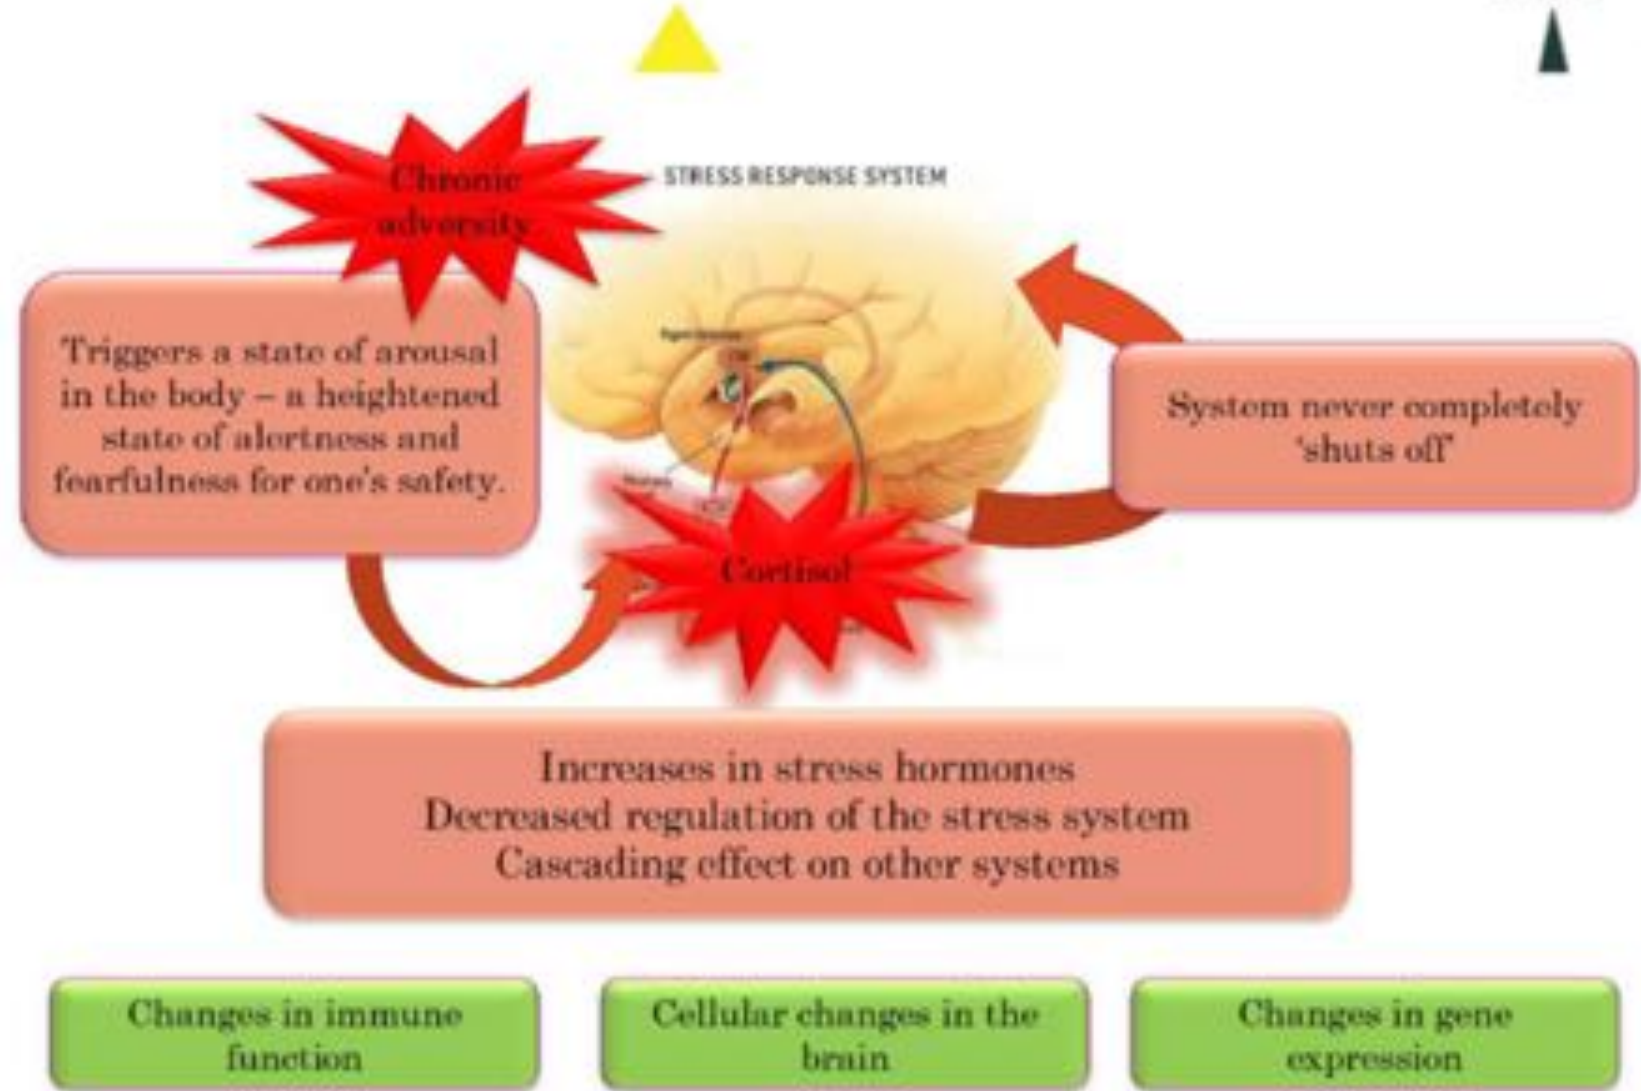 STRESS RESPONSE SYSTEM
Chronic
adversity
Triggers a state of arousal
in the body – a heightened
state of alertness and
fearfulness for one's safety.
System never completely
'shuts off'
Cortisol
Increases in stress hormones
Decreased regulation of the stress system
Cascading effect on other systems
Changes in immune
function
Cellular changes in the
brain
Changes in gene
expression